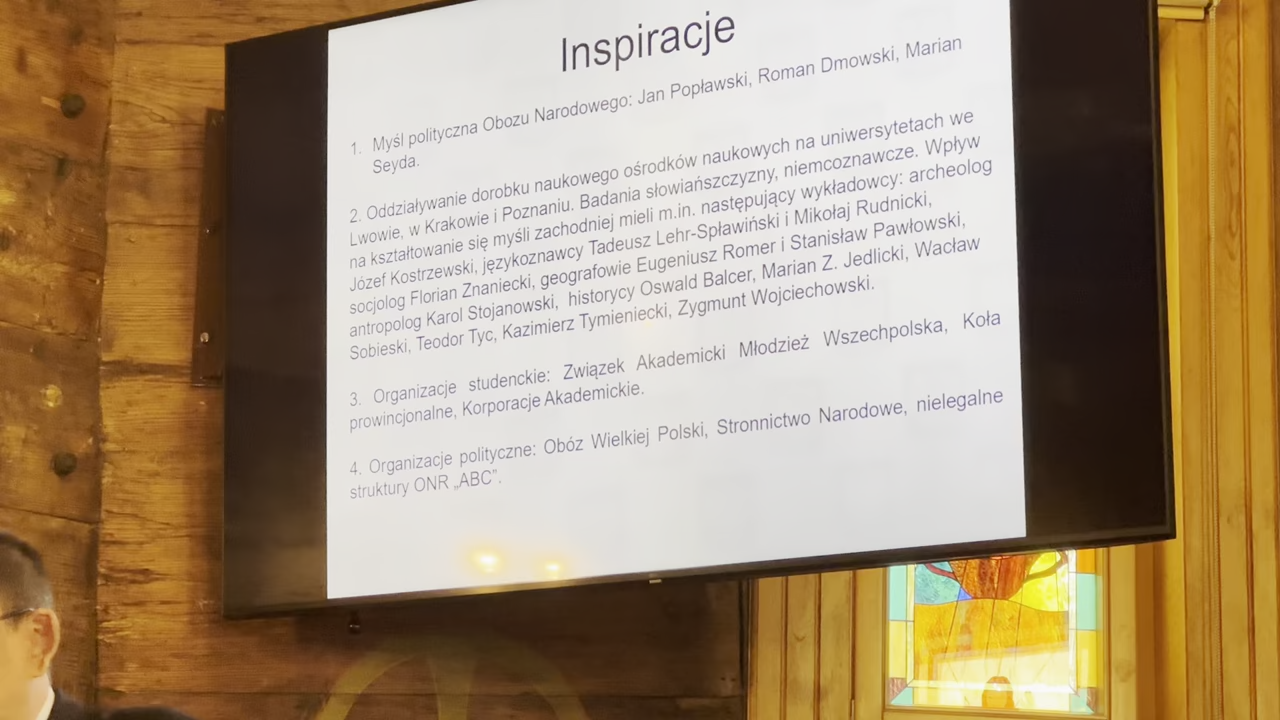 Inspiracje
1. Myśl polityczna Obozu Narodowego: Jan Popławski, Roman Dmowski, Marian
Seyda.
2. Oddziaływanie dorobku naukowego ośrodków naukowych na uniwersytetach we
Lwowie, w Krakowie i Poznaniu. Badania słowiańszczyzny, niemcoznawcze. Wpływ
na kształtowanie się myśli zachodniej mieli m.in. następujący wykładowcy: archeolog
Józef Kostrzewski, językoznawcy Tadeusz Lehr-Spławiński i Mikołaj Rudnicki,
socjolog Florian Znaniecki, geografowie Eugeniusz Romer i Stanisław Pawłowski,
antropolog Karol Stojanowski, historycy Oswald Balcer, Marian Z. Jedlicki, Wacław
Sobieski, Teodor Tyc, Kazimierz Tymieniecki, Zygmunt Wojciechowski.
3. Organizacje studenckie: Związek Akademicki Młodzież Wszechpolska, Koła
prowincjonalne, Korporacje Akademickie.
4. Organizacje polityczne: Obóz Wielkiej Polski, Stronnictwo Narodowe, nielegalne
struktury ONR „ABC”.